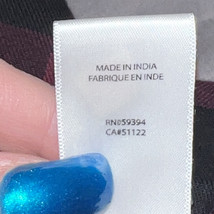 MADE IN INDIA
FABRIQUE EN INDE
RN#59394
CA#51122